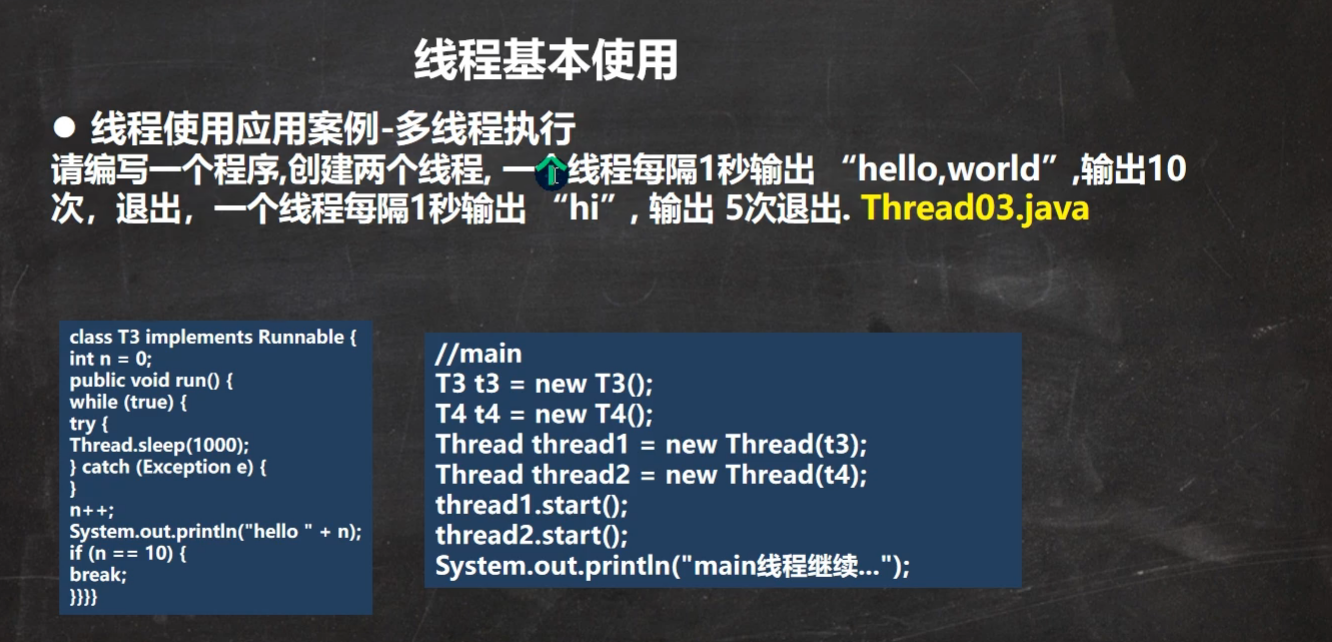 线程基本使用
● 线程使用应用案例-多线程执行
请编写一个程序,创建两个线程, 一个线程每隔1秒输出 “hello,world”,输出10
次，退出，一个线程每隔1秒输出 “hi”, 输出 5次退出. Thread03.java
class T3 implements Runnable {
int n = 0;
public void run() {
while (true) {
try {
Thread.sleep(1000);
} catch (Exception e) {
}
n++;
System.out.println("hello " + n);
if (n == 10) {
break;
}}}}
//main
T3 t3 = new T3();
T4 t4 = new T4();
Thread thread1 = new Thread(t3);
Thread thread2 = new Thread(t4);
thread1.start();
thread2.start();
System.out.println("main线程继续...");